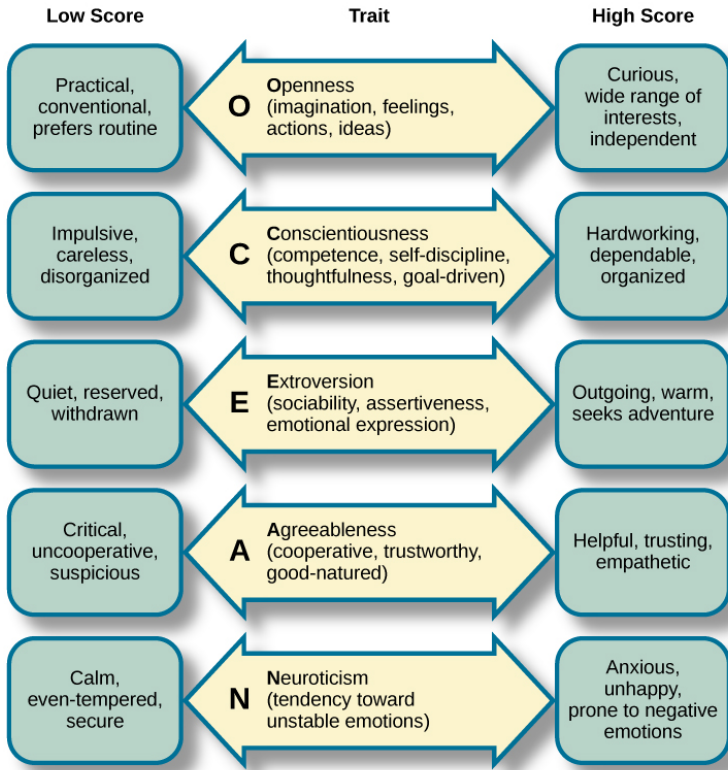 Low Score
Trait
High Score
Practical,
conventional,
prefers routine
O
Openness
(imagination, feelings,
actions, ideas)
Curious,
wide range of
interests,
independent
Impulsive,
careless,
disorganized
C
Conscientiousness
(competence, self-discipline,
thoughtfulness, goal-driven)
Hardworking,
dependable,
organized
Quiet, reserved,
withdrawn
E
Extroversion
(sociability, assertiveness,
emotional expression)
Outgoing, warm,
seeks adventure
Critical,
uncooperative,
suspicious
A
Agreeableness
(cooperative, trustworthy,
good-natured)
Helpful, trusting,
empathetic
Calm,
even-tempered,
secure
N
Neuroticism
(tendency toward
unstable emotions)
Anxious,
unhappy,
prone to negative
emotions